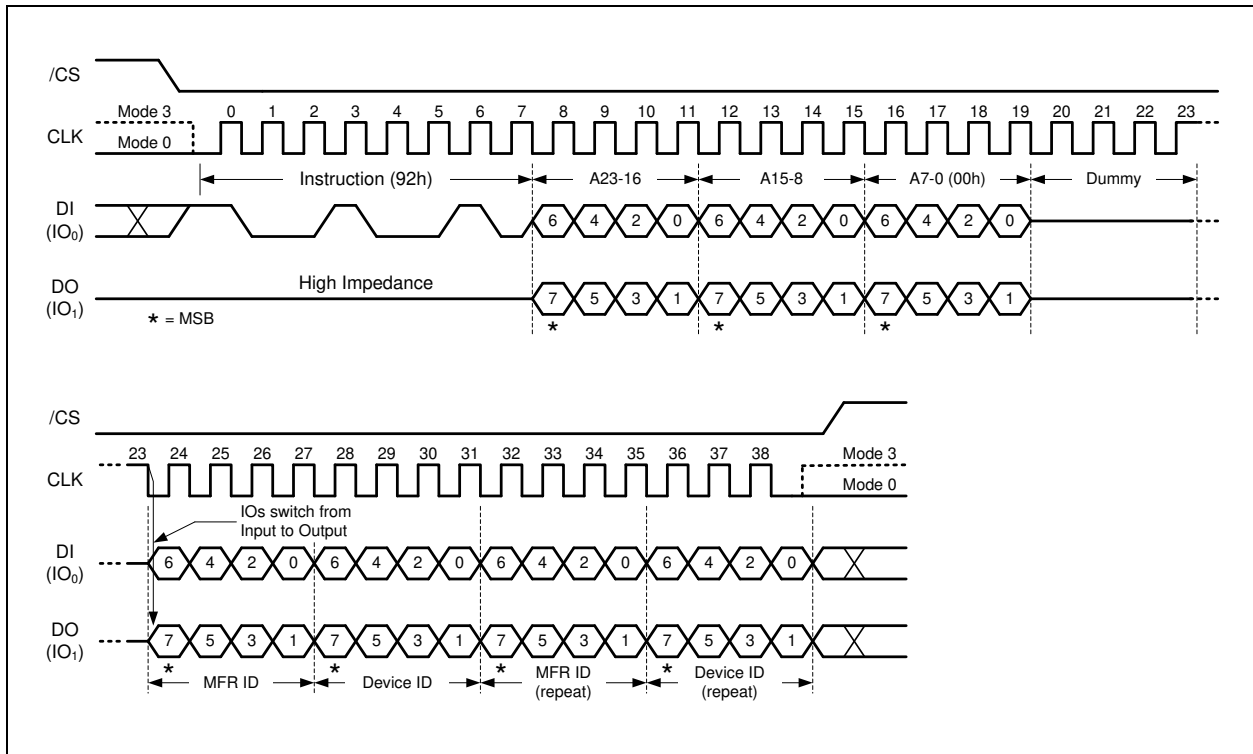 /CS
Mode 3 0 1 2 3 4 5 6 7 8 9 10 11 12 13 14 15 16 17 18 19 20 21 22 23
CLK Mode 0
Instruction (92h) A23-16 A15-8 A7-0 (00h) Dummy
DI
(IO0) 6 4 2 0 6 4 2 0 6 4 2 0
High Impedance
DO
(IO1) 7 5 3 1 7 5 3 1 7 5 3 1
* = MSB * * *
/CS
23 24 25 26 27 28 29 30 31 32 33 34 35 36 37 38 Mode 3
CLK Mode 0
IOs switch from
Input to Output
DI
(IO0) 6 4 2 0 6 4 2 0 6 4 2 0 6 4 2 0
DO
(IO1) 7 5 3 1 7 5 3 1 7 5 3 1 7 5 3 1
* * * *
MFR ID Device ID MFR ID
(repeat) Device ID
(repeat)